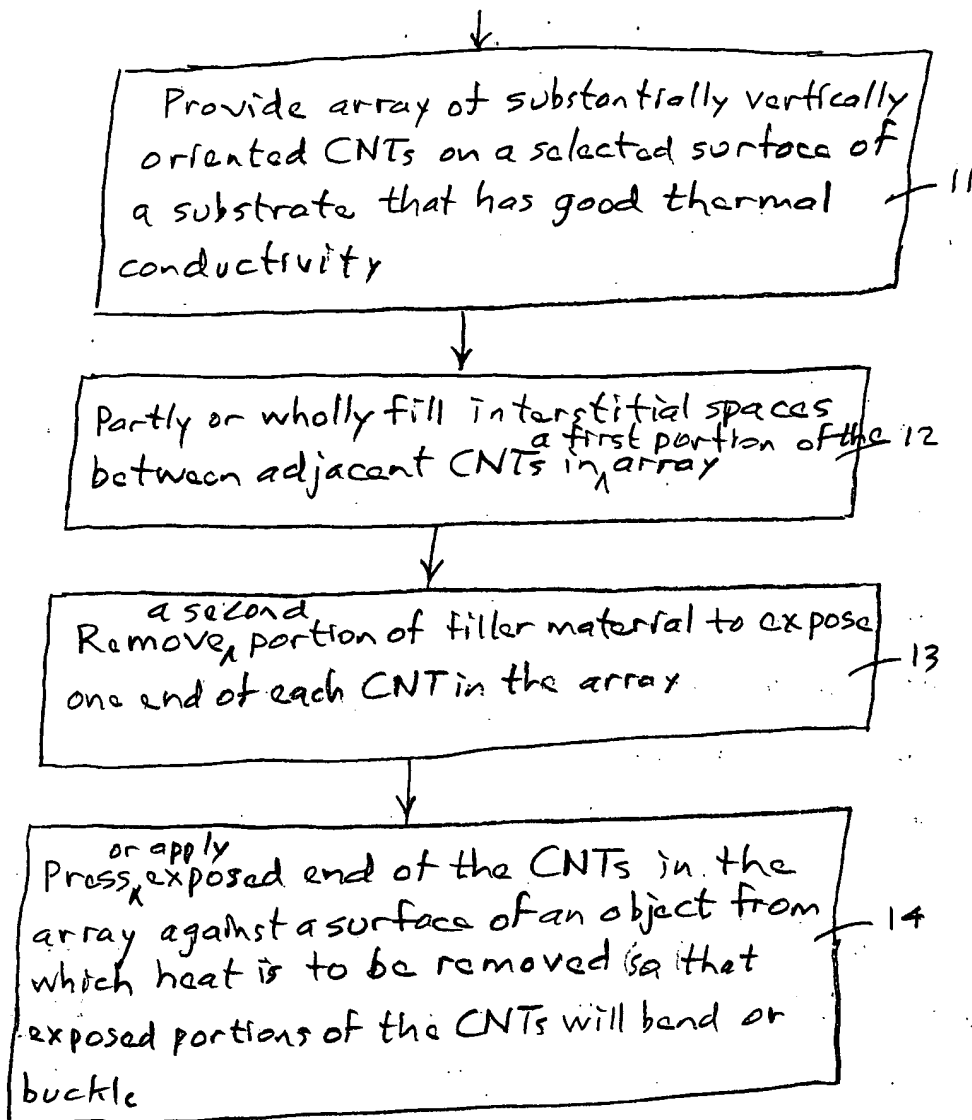 Provide array of substantially vertically
oriented CNTs on a selected surface of
a substrate that has good thermal
conductivity
11
Partly or wholly fill interstitial spaces
between adjacent CNTs in a first portion of the array
12
Remove a second portion of filler material to expose
one end of each CNT in the array
13
Press or apply exposed end of the CNTs in the
array against a surface of an object from
which heat is to be removed so that
exposed portions of the CNTs will bend or
buckle
14